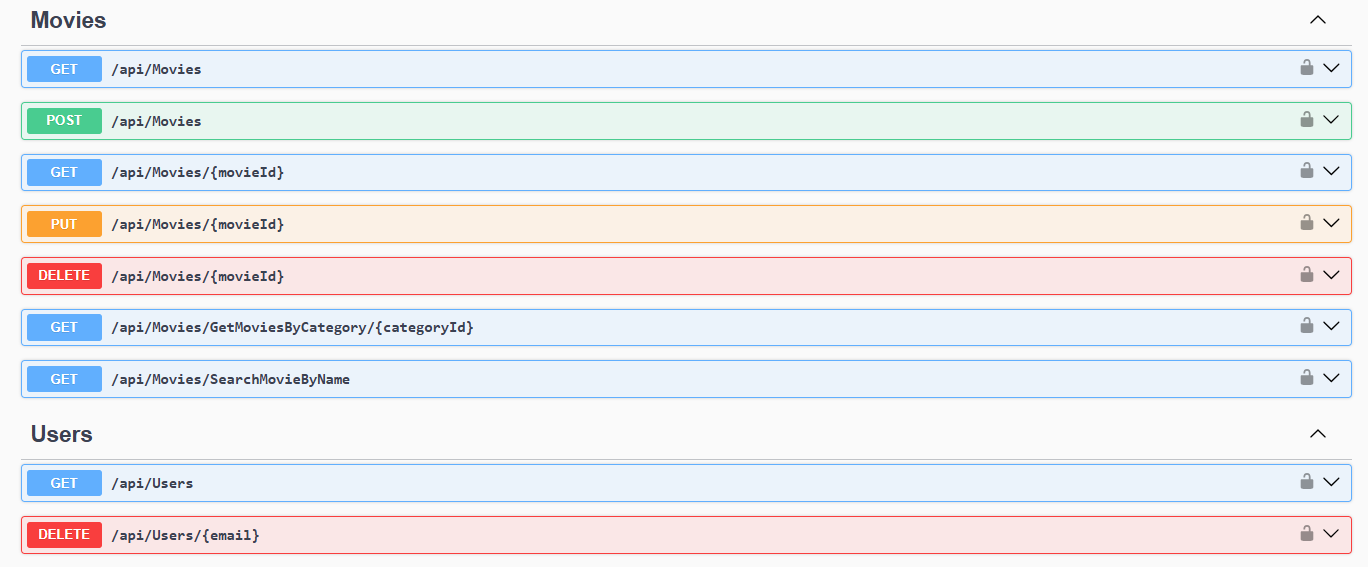 Movies
GET /api/Movies
POST /api/Movies
GET /api/Movies/{movieId}
PUT /api/Movies/{movieId}
DELETE /api/Movies/{movieId}
GET /api/Movies/GetMoviesByCategory/{categoryId}
GET /api/Movies/SearchMovieByName
Users
GET /api/Users
DELETE /api/Users/{email}